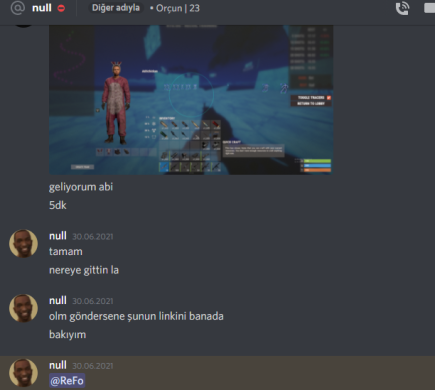 @ null Diğer adıyla • Orçun | 23
TOGGLE TRACERS
RETURN TO LOBBY
geliyorum abi
5dk
null 30.06.2021
tamam
nereye gittin la
null 30.06.2021
olm göndersene şunun linkini banada
bakıyım
null 30.06.2021
@ReFo